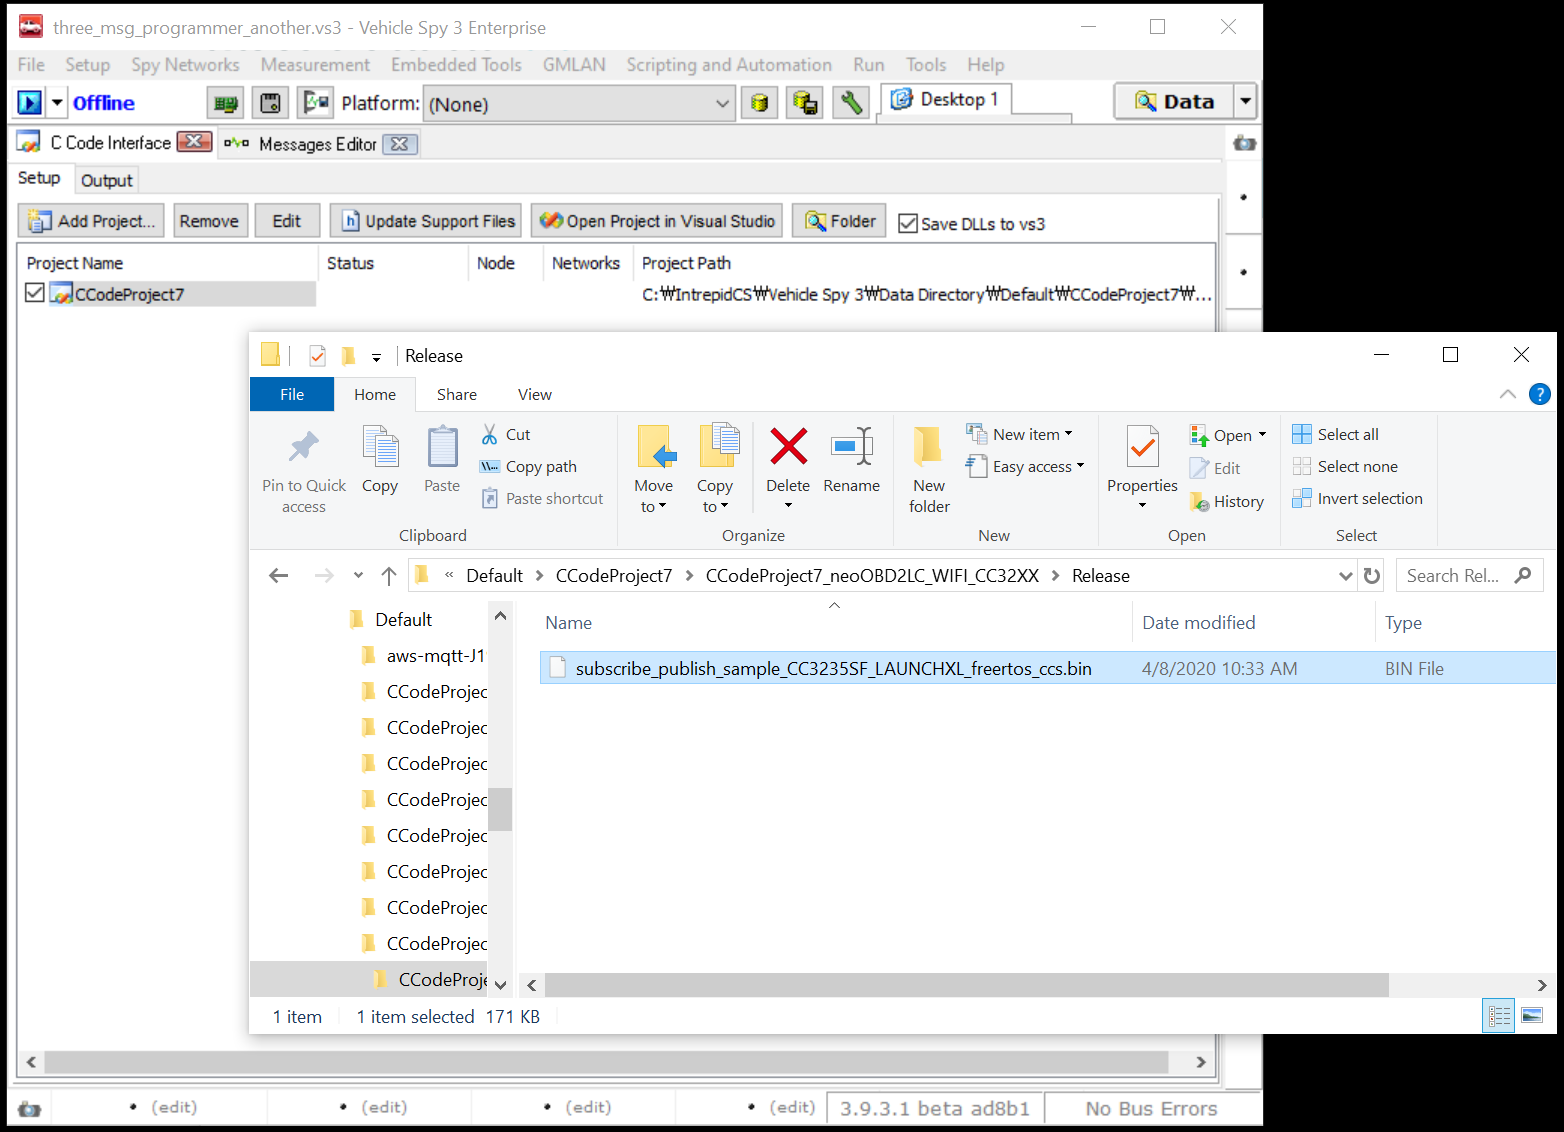 three_msg_programmer_another.vs3 - Vehicle Spy 3 Enterprise
File Setup Spy Networks Measurement Embedded Tools GMLAN Scripting and Automation Run Tools Help
Offline Platform: (None) Desktop 1 Data
C Code Interface Messages Editor
Setup Output
Add Project... Remove Edit Update Support Files Open Project in Visual Studio Folder Save DLLs to vs3
Project Name Status Node Networks Project Path
CCodeProject7 C:₩IntrepidCS₩Vehicle Spy 3₩Data Directory₩Default₩CCodeProject7₩...
Release
File Home Share View
Pin to Quick access
Copy
Paste
Cut
Copy path
Paste shortcut
Clipboard
Move to
Copy to
Delete
Rename
Organize
New folder
New item
Easy access
New
Properties
Open
Edit
History
Open
Select all
Select none
Invert selection
Select
« Default > CCodeProject7 > CCodeProject7_neoOBD2LC_WIFI_CC32XX > Release
Search Rel...
Default
aws-mqtt-J1
CCodeProjec
CCodeProjec
CCodeProjec
CCodeProjec
CCodeProjec
CCodeProjec
CCodeProjec
CCodeProjec
CCodeProje
Name Date modified Type
subscribe_publish_sample_CC3235SF_LAUNCHXL_freertos_ccs.bin 4/8/2020 10:33 AM BIN File
1 item 1 item selected 171 KB
(edit) (edit) (edit) (edit) 3.9.3.1 beta ad8b1 No Bus Errors